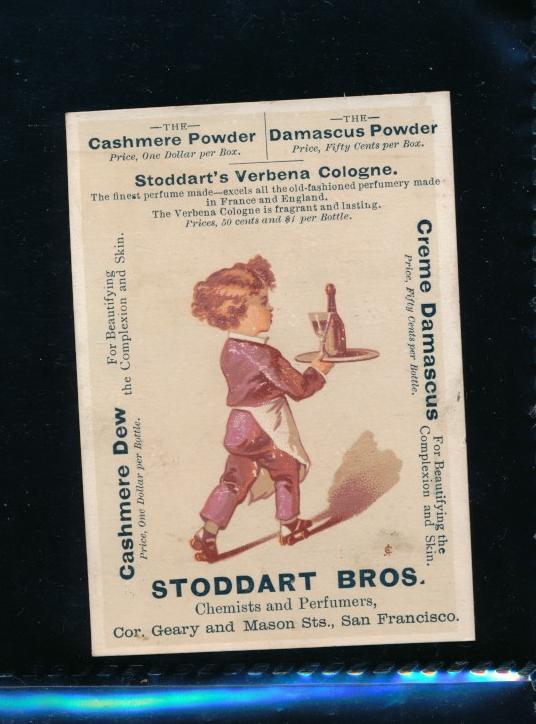 —THE—
Cashmere Powder
Price, One Dollar per Box.
—THE—
Damascus Powder
Price, Fifty Cents per Box.
Stoddart's Verbena Cologne.
The finest perfume made—excels all the old-fashioned perfumery made
in France and England.
The Verbena Cologne is fragrant and lasting.
Prices, 50 cents and $1 per Bottle.
Cashmere Dew
Price, One Dollar per Bottle.
For Beautifying
the Complexion and Skin.
Creme Damascus
Price, Fifty Cents per Bottle.
For Beautifying the
Complexion and Skin.
STODDART BROS.
Chemists and Perfumers,
Cor. Geary and Mason Sts., San Francisco.